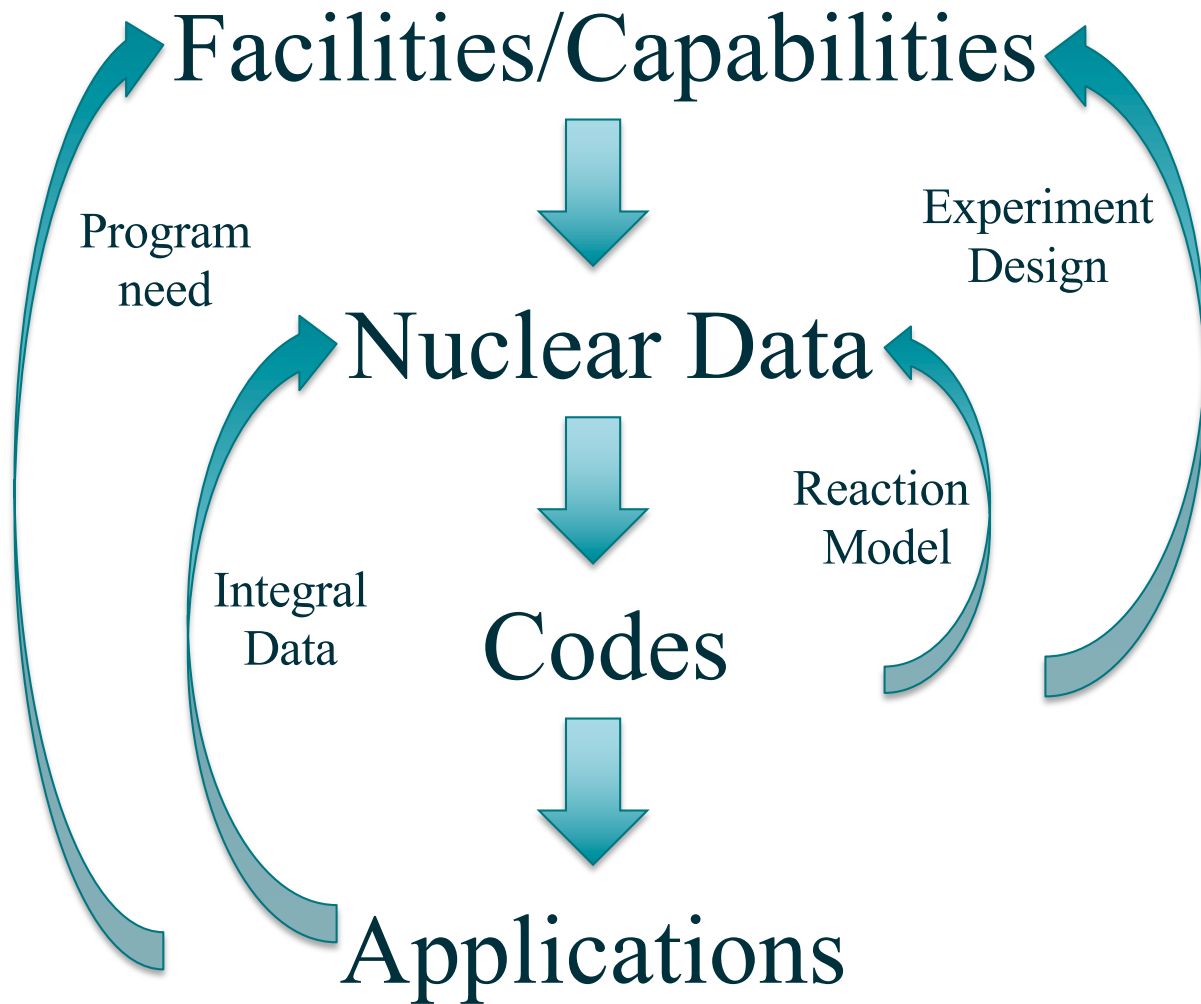 Facilities/Capabilities
Program
need
Experiment
Design
Nuclear Data
Reaction
Model
Integral
Data
Codes
Applications